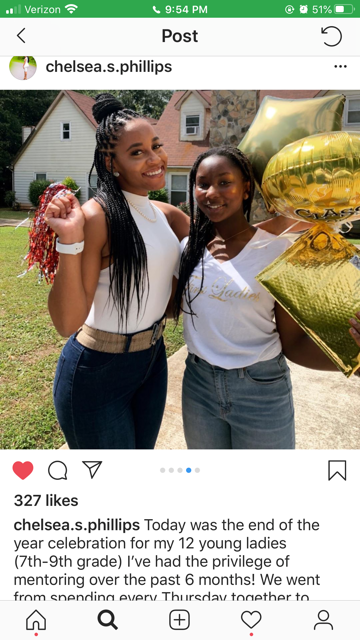 Verizon 9:54 PM 51%
Post
chelsea.s.phillips
Ladies
327 likes
chelsea.s.phillips Today was the end of the
year celebration for my 12 young ladies
(7th-9th grade) I've had the privilege of
mentoring over the past 6 months! We went
from spending every Thursday together to